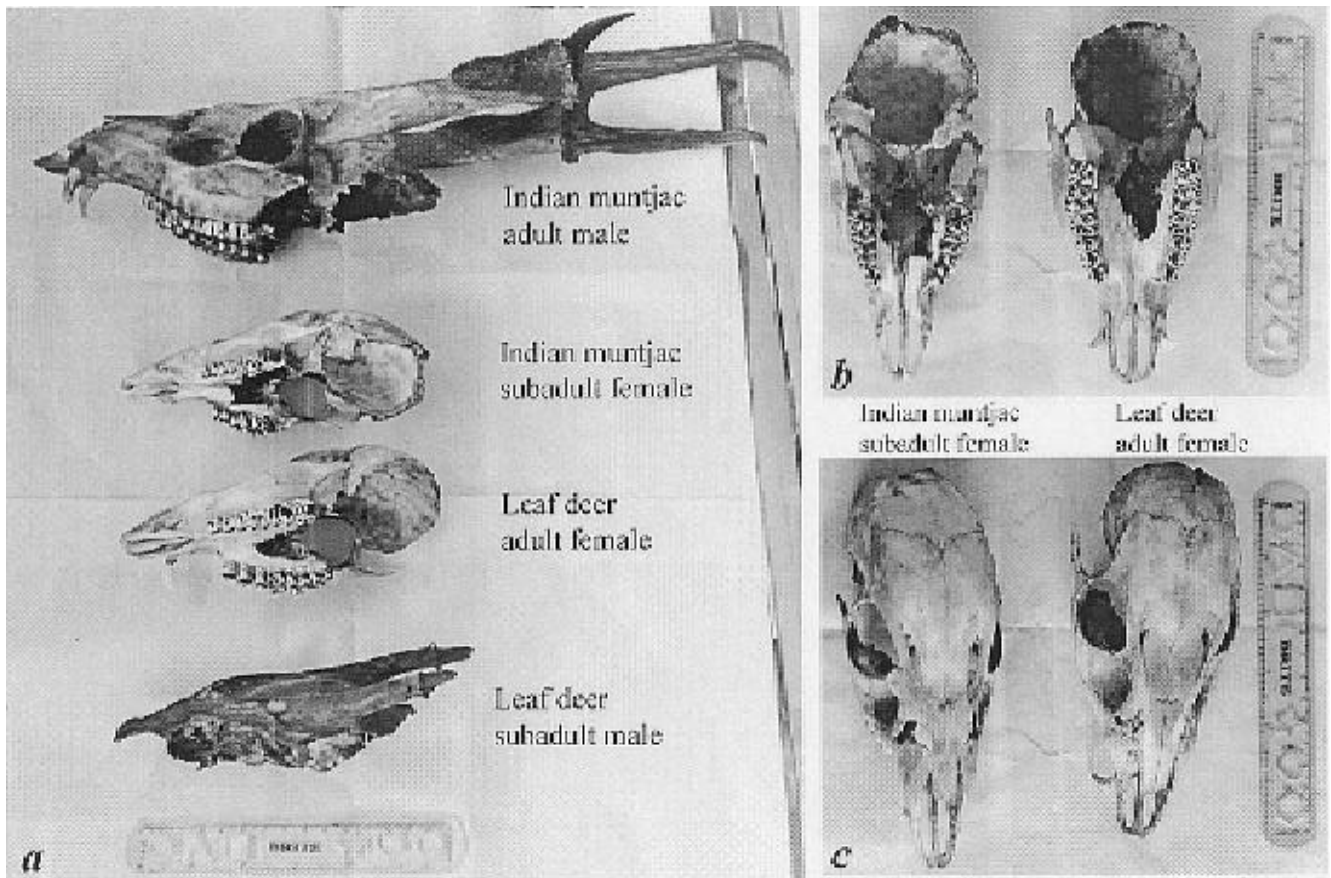 Indian muntjac
adult male
Indian muntjac
subadult female
Leaf deer
adult female
Leaf deer
subadult male
a
b
Indian muntjac
subadult female
Leaf deer
adult female
c